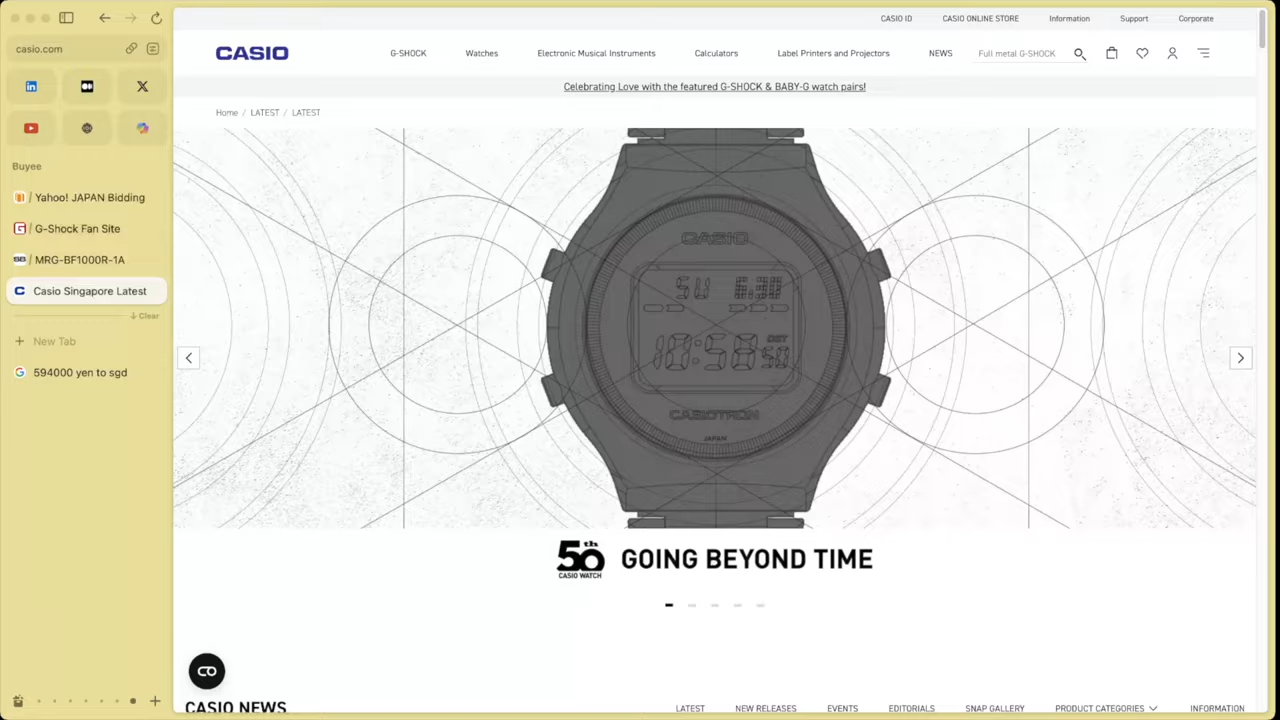 casio.com
Buyee
/ Yahoo! JAPAN Bidding
/ G-Shock Fan Site
/ MRG-BF1000R-1A
Casio Singapore Latest
Clear
New Tab
594000 yen to sgd
CASIO ID CASIO ONLINE STORE Information Support Corporate
CASIO G-SHOCK Watches Electronic Musical Instruments Calculators Label Printers and Projectors NEWS Full metal G-SHOCK
Celebrating Love with the featured G-SHOCK & BABY-G watch pairs!
Home / LATEST / LATEST
CASIO
SU 6.30
10:58 50
DST
CASIOTRON
JAPAN
50th
CASIO WATCH
GOING BEYOND TIME
CASIO NEWS LATEST NEW RELEASES EVENTS EDITORIALS SNAP GALLERY PRODUCT CATEGORIES INFORMATION